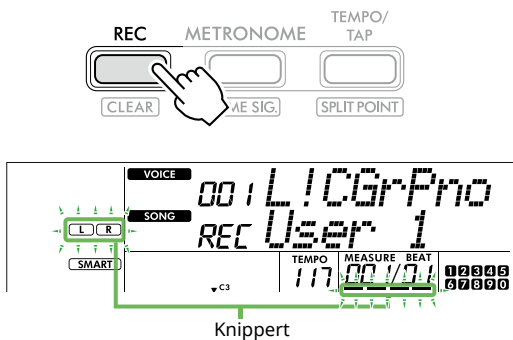 REC METRONOME TEMPO/
TAP
CLEAR ME SIG. SPLIT POINT
VOICE 001 L!CGrPno
SONG REC User 1
L R
SMART
TEMPO MEASURE BEAT
117 001/01 12345
67890
C3
Knippert